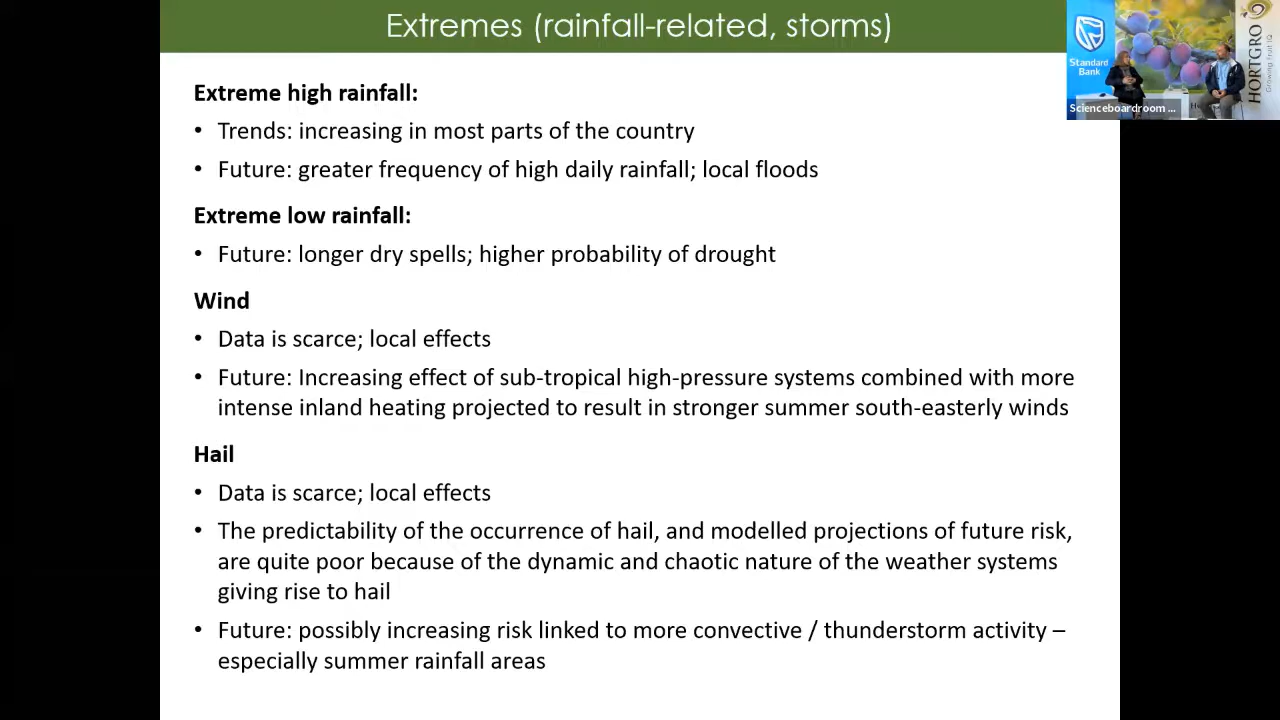 Extremes (rainfall-related, storms)
Extreme high rainfall:
• Trends: increasing in most parts of the country
• Future: greater frequency of high daily rainfall; local floods
Extreme low rainfall:
• Future: longer dry spells; higher probability of drought
Wind
• Data is scarce; local effects
• Future: Increasing effect of sub-tropical high-pressure systems combined with more
intense inland heating projected to result in stronger summer south-easterly winds
Hail
• Data is scarce; local effects
• The predictability of the occurrence of hail, and modelled projections of future risk,
are quite poor because of the dynamic and chaotic nature of the weather systems
giving rise to hail
• Future: possibly increasing risk linked to more convective / thunderstorm activity –
especially summer rainfall areas
Standard
Bank
HORTGRO
Growing Fruit IQ
Scienceboardroom ...